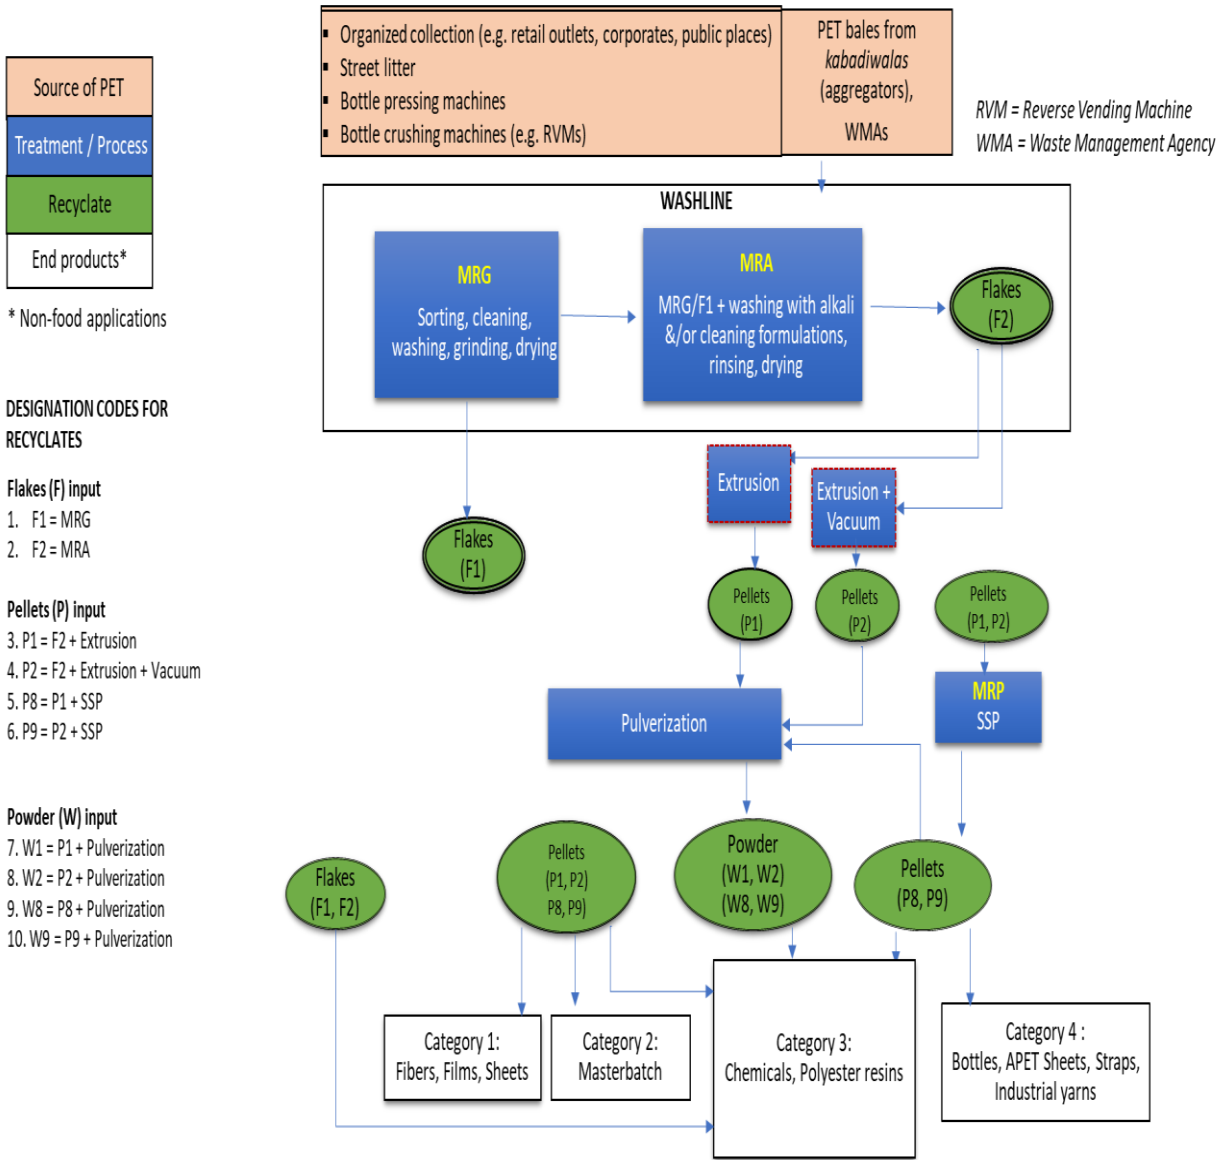 ▪ Organized collection (e.g. retail outlets, corporates, public places)
▪ Street litter
▪ Bottle pressing machines
▪ Bottle crushing machines (e.g. RVMs)
PET bales from
kabadiwalas
(aggregators),
WMAs
RVM = Reverse Vending Machine
WMA = Waste Management Agency
Source of PET
Treatment / Process
Recyclate
End products*
* Non-food applications
WASHLINE
MRG
Sorting, cleaning,
washing, grinding, drying
MRA
MRG/F1 + washing with alkali
&/or cleaning formulations,
rinsing, drying
Flakes
(F2)
DESIGNATION CODES FOR
RECYCLATES
Flakes (F) input
1. F1 = MRG
2. F2 = MRA
Pellets (P) input
3. P1 = F2 + Extrusion
4. P2 = F2 + Extrusion + Vacuum
5. P8 = P1 + SSP
6. P9 = P2 + SSP
Powder (W) input
7. W1 = P1 + Pulverization
8. W2 = P2 + Pulverization
9. W8 = P8 + Pulverization
10. W9 = P9 + Pulverization
Extrusion
Extrusion +
Vacuum
Flakes
(F1)
Pellets
(P1)
Pellets
(P2)
Pellets
(P1, P2)
MRP
SSP
Pulverization
Flakes
(F1, F2)
Pellets
(P1, P2)
P8, P9)
Powder
(W1, W2)
(W8, W9)
Pellets
(P8, P9)
Category 1:
Fibers, Films, Sheets
Category 2:
Masterbatch
Category 3:
Chemicals, Polyester resins
Category 4 :
Bottles, APET Sheets, Straps,
Industrial yarns